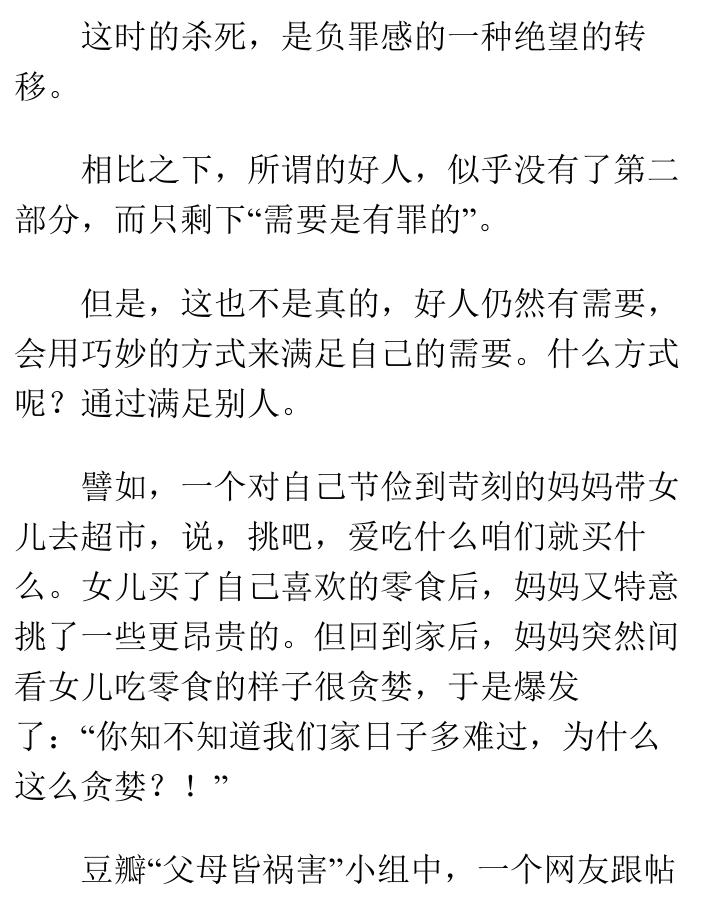 这时的杀死，是负罪感的一种绝望的转
移。
相比之下，所谓的好人，似乎没有了第二
部分，而只剩下“需要是有罪的”。
但是，这也不是真的，好人仍然有需要，
会用巧妙的方式来满足自己的需要。什么方式
呢？通过满足别人。
譬如，一个对自己节俭到苛刻的妈妈带女
儿去超市，说，挑吧，爱吃什么咱们就买什
么。女儿买了自己喜欢的零食后，妈妈又特意
挑了一些更昂贵的。但回到家后，妈妈突然间
看女儿吃零食的样子很贪婪，于是爆发
了：“你知不知道我们家日子多难过，为什么
这么贪婪？！”
豆瓣“父母皆祸害”小组中，一个网友跟帖